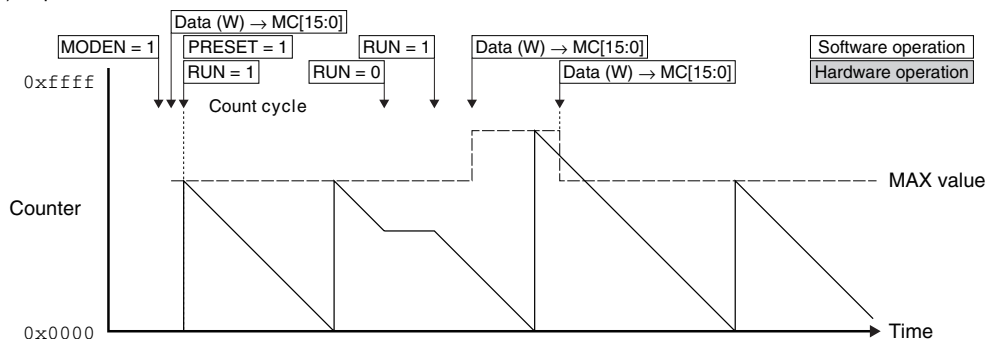 Data (W) → MC[15:0]
MODEN = 1
PRESET = 1
RUN = 1
Data (W) → MC[15:0]
Software operation
RUN = 1
RUN = 0
Data (W) → MC[15:0]
Hardware operation
0xffff
Count cycle
MAX value
Counter
0x0000
Time